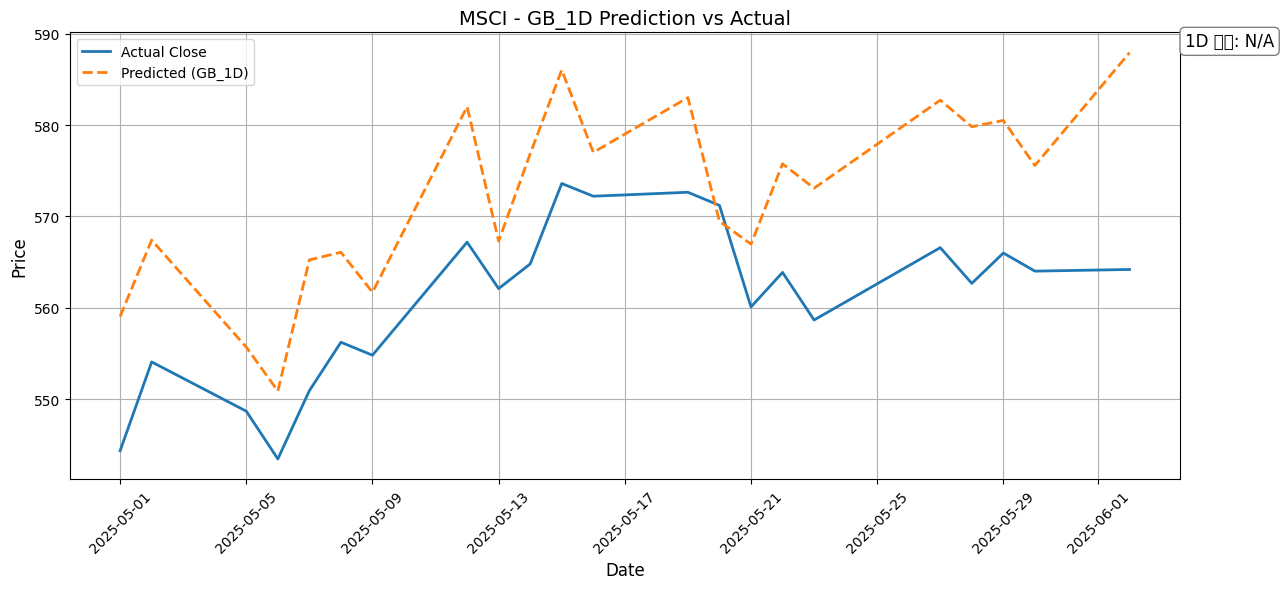 MSCI - GB_1D Prediction vs Actual
Actual Close
Predicted (GB_1D)
1D : N/A
590
580
570
560
550
Price
2025-05-01
2025-05-05
2025-05-09
2025-05-13
2025-05-17
2025-05-21
2025-05-25
2025-05-29
2025-06-01
Date